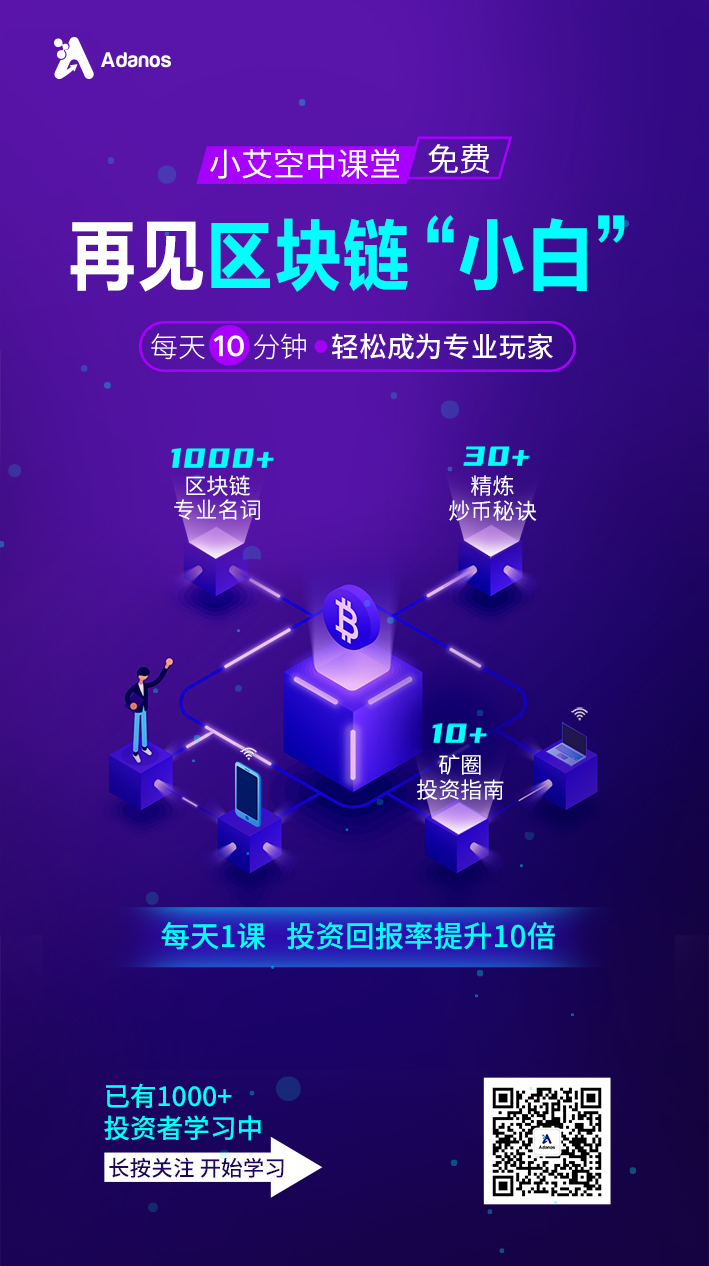 Adanos
小艾空中课堂 免费
再见区块链“小白”
每天10分钟•轻松成为专业玩家
1000+
区块链
专业名词
30+
精炼
炒币秘诀
10+
矿圈
投资指南
每天1课 投资回报率提升10倍
已有1000+
投资者学习中
长按关注 开始学习
Adanos